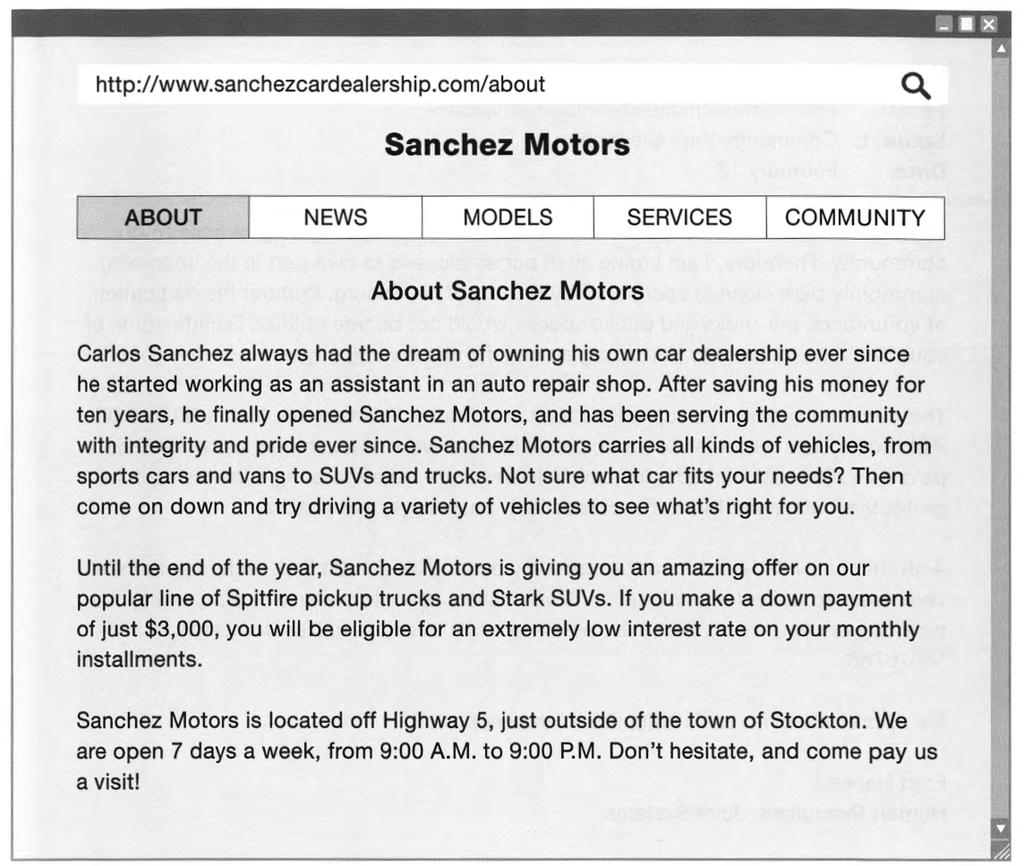 http://www.sanchezcardealership.com/about
Sanchez Motors
ABOUT NEWS MODELS SERVICES COMMUNITY
About Sanchez Motors
Carlos Sanchez always had the dream of owning his own car dealership ever since
he started working as an assistant in an auto repair shop. After saving his money for
ten years, he finally opened Sanchez Motors, and has been serving the community
with integrity and pride ever since. Sanchez Motors carries all kinds of vehicles, from
sports cars and vans to SUVs and trucks. Not sure what car fits your needs? Then
come on down and try driving a variety of vehicles to see what's right for you.
Until the end of the year, Sanchez Motors is giving you an amazing offer on our
popular line of Spitfire pickup trucks and Stark SUVs. If you make a down payment
of just $3,000, you will be eligible for an extremely low interest rate on your monthly
installments.
Sanchez Motors is located off Highway 5, just outside of the town of Stockton. We
are open 7 days a week, from 9:00 A.M. to 9:00 P.M. Don't hesitate, and come pay us
a visit!